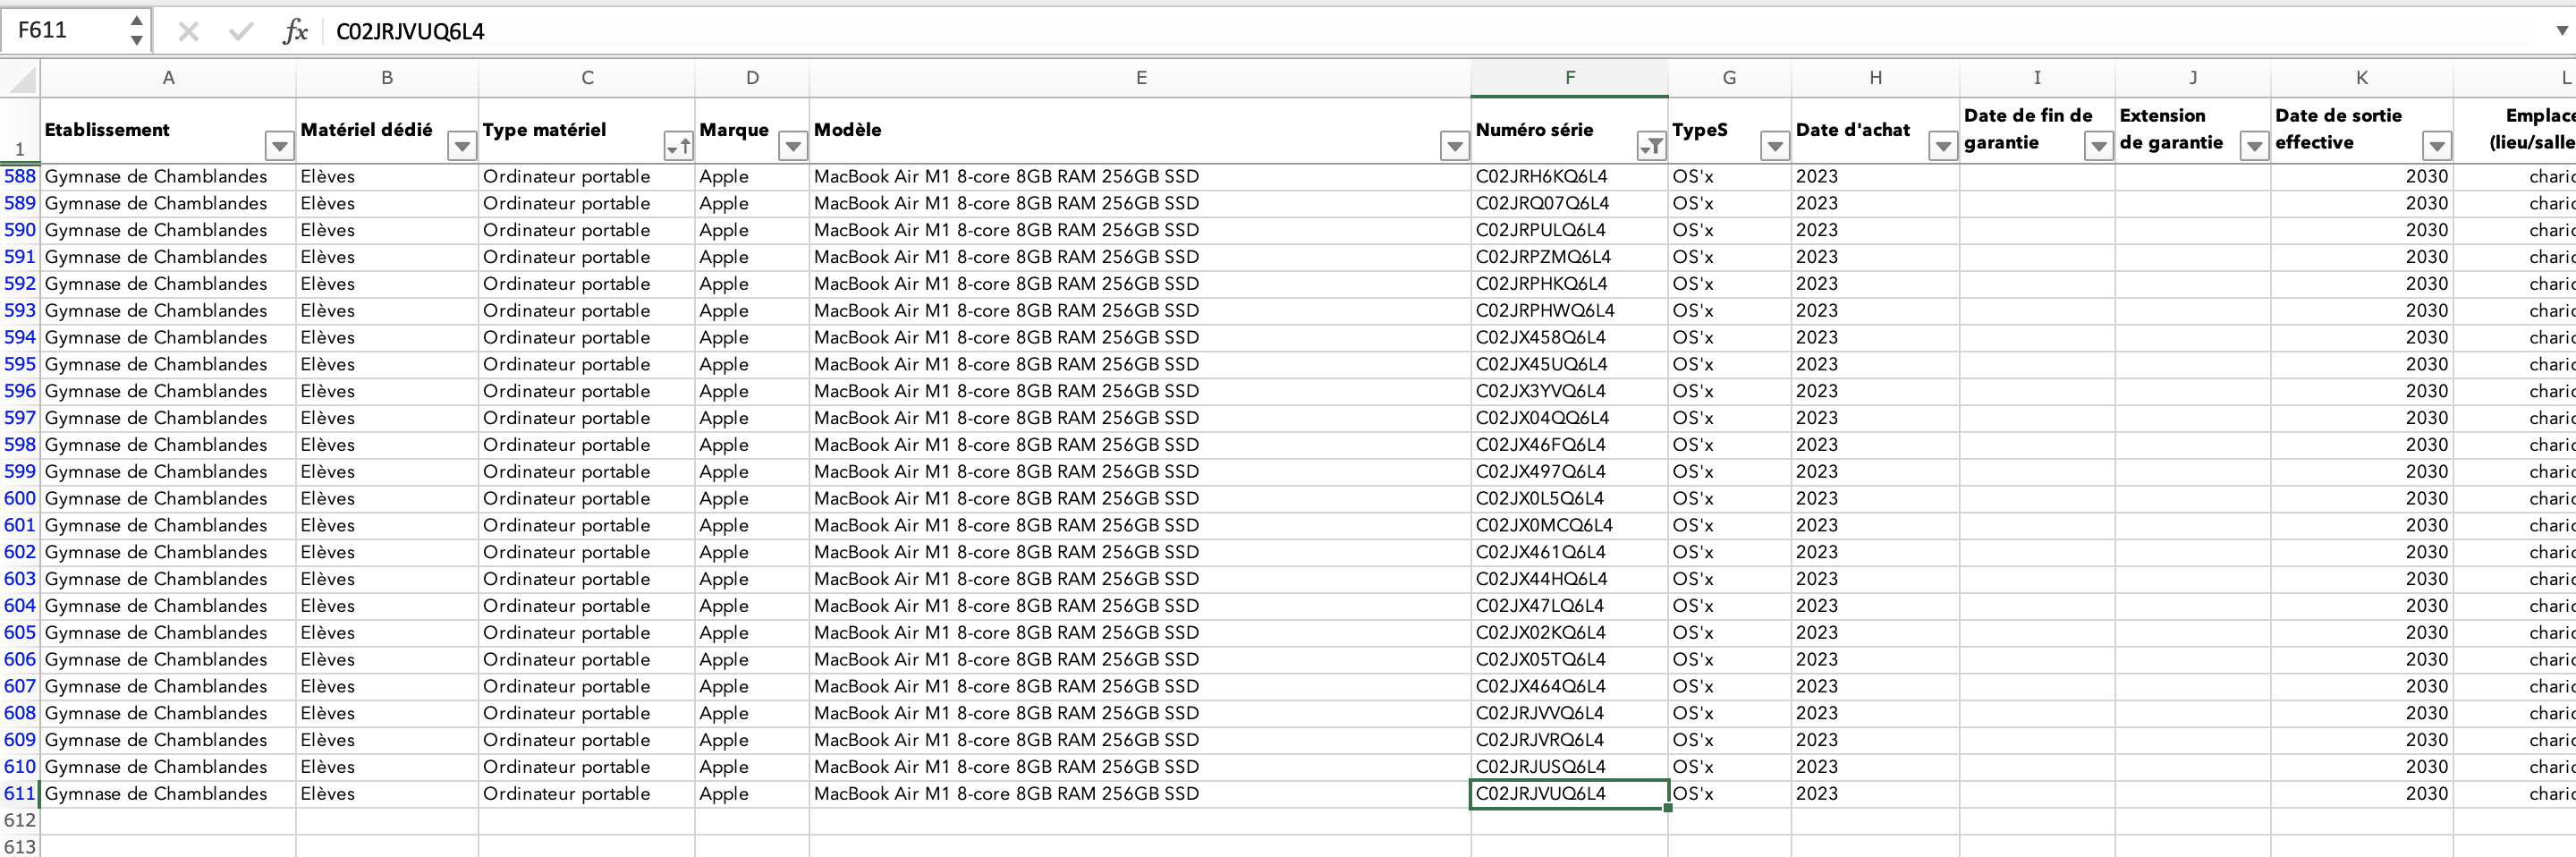 F611 fx C02JRJVUQ6L4
A B C D E F G H I J K L
1 Etablissement Matériel dédié Type matériel Marque Modèle Numéro série TypeS Date d'achat Date de fin de garantie Extension de garantie Date de sortie effective Emplace (lieu/salle
588 Gymnase de Chamblandes Elèves Ordinateur portable Apple MacBook Air M1 8-core 8GB RAM 256GB SSD C02JRH6KQ6L4 OS'x 2023 2030 chario
589 Gymnase de Chamblandes Elèves Ordinateur portable Apple MacBook Air M1 8-core 8GB RAM 256GB SSD C02JRQ07Q6L4 OS'x 2023 2030 chario
590 Gymnase de Chamblandes Elèves Ordinateur portable Apple MacBook Air M1 8-core 8GB RAM 256GB SSD C02JRPULQ6L4 OS'x 2023 2030 chario
591 Gymnase de Chamblandes Elèves Ordinateur portable Apple MacBook Air M1 8-core 8GB RAM 256GB SSD C02JRPZMQ6L4 OS'x 2023 2030 chario
592 Gymnase de Chamblandes Elèves Ordinateur portable Apple MacBook Air M1 8-core 8GB RAM 256GB SSD C02JRPHKQ6L4 OS'x 2023 2030 chario
593 Gymnase de Chamblandes Elèves Ordinateur portable Apple MacBook Air M1 8-core 8GB RAM 256GB SSD C02JRPHWQ6L4 OS'x 2023 2030 chario
594 Gymnase de Chamblandes Elèves Ordinateur portable Apple MacBook Air M1 8-core 8GB RAM 256GB SSD C02JX458Q6L4 OS'x 2023 2030 chario
595 Gymnase de Chamblandes Elèves Ordinateur portable Apple MacBook Air M1 8-core 8GB RAM 256GB SSD C02JX45UQ6L4 OS'x 2023 2030 chario
596 Gymnase de Chamblandes Elèves Ordinateur portable Apple MacBook Air M1 8-core 8GB RAM 256GB SSD C02JX3YVQ6L4 OS'x 2023 2030 chario
597 Gymnase de Chamblandes Elèves Ordinateur portable Apple MacBook Air M1 8-core 8GB RAM 256GB SSD C02JX04QQ6L4 OS'x 2023 2030 chario
598 Gymnase de Chamblandes Elèves Ordinateur portable Apple MacBook Air M1 8-core 8GB RAM 256GB SSD C02JX46FQ6L4 OS'x 2023 2030 chario
599 Gymnase de Chamblandes Elèves Ordinateur portable Apple MacBook Air M1 8-core 8GB RAM 256GB SSD C02JX497Q6L4 OS'x 2023 2030 chario
600 Gymnase de Chamblandes Elèves Ordinateur portable Apple MacBook Air M1 8-core 8GB RAM 256GB SSD C02JX0L5Q6L4 OS'x 2023 2030 chario
601 Gymnase de Chamblandes Elèves Ordinateur portable Apple MacBook Air M1 8-core 8GB RAM 256GB SSD C02JX0MCQ6L4 OS'x 2023 2030 chario
602 Gymnase de Chamblandes Elèves Ordinateur portable Apple MacBook Air M1 8-core 8GB RAM 256GB SSD C02JX461Q6L4 OS'x 2023 2030 chario
603 Gymnase de Chamblandes Elèves Ordinateur portable Apple MacBook Air M1 8-core 8GB RAM 256GB SSD C02JX44HQ6L4 OS'x 2023 2030 chario
604 Gymnase de Chamblandes Elèves Ordinateur portable Apple MacBook Air M1 8-core 8GB RAM 256GB SSD C02JX47LQ6L4 OS'x 2023 2030 chario
605 Gymnase de Chamblandes Elèves Ordinateur portable Apple MacBook Air M1 8-core 8GB RAM 256GB SSD C02JX02KQ6L4 OS'x 2023 2030 chario
606 Gymnase de Chamblandes Elèves Ordinateur portable Apple MacBook Air M1 8-core 8GB RAM 256GB SSD C02JX05TQ6L4 OS'x 2023 2030 chario
607 Gymnase de Chamblandes Elèves Ordinateur portable Apple MacBook Air M1 8-core 8GB RAM 256GB SSD C02JX464Q6L4 OS'x 2023 2030 chario
608 Gymnase de Chamblandes Elèves Ordinateur portable Apple MacBook Air M1 8-core 8GB RAM 256GB SSD C02JRJVVQ6L4 OS'x 2023 2030 chario
609 Gymnase de Chamblandes Elèves Ordinateur portable Apple MacBook Air M1 8-core 8GB RAM 256GB SSD C02JRJVRQ6L4 OS'x 2023 2030 chario
610 Gymnase de Chamblandes Elèves Ordinateur portable Apple MacBook Air M1 8-core 8GB RAM 256GB SSD C02JRJUSQ6L4 OS'x 2023 2030 chario
611 Gymnase de Chamblandes Elèves Ordinateur portable Apple MacBook Air M1 8-core 8GB RAM 256GB SSD C02JRJVUQ6L4 OS'x 2023 2030 chario
612
613